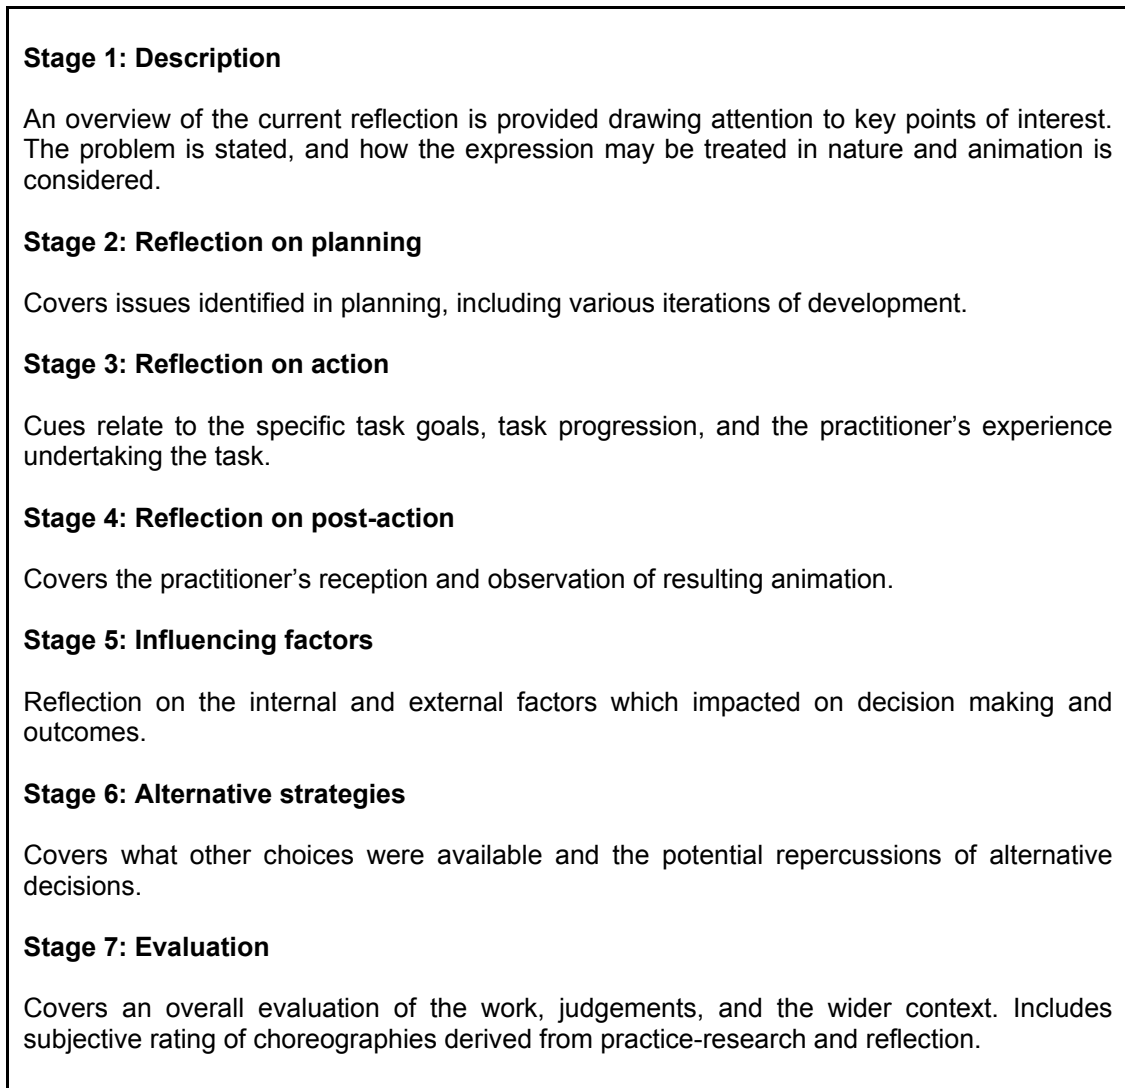 Stage 1: Description
An overview of the current reflection is provided drawing attention to key points of interest.
The problem is stated, and how the expression may be treated in nature and animation is
considered.
Stage 2: Reflection on planning
Covers issues identified in planning, including various iterations of development.
Stage 3: Reflection on action
Cues relate to the specific task goals, task progression, and the practitioner’s experience
undertaking the task.
Stage 4: Reflection on post-action
Covers the practitioner’s reception and observation of resulting animation.
Stage 5: Influencing factors
Reflection on the internal and external factors which impacted on decision making and
outcomes.
Stage 6: Alternative strategies
Covers what other choices were available and the potential repercussions of alternative
decisions.
Stage 7: Evaluation
Covers an overall evaluation of the work, judgements, and the wider context. Includes
subjective rating of choreographies derived from practice-research and reflection.